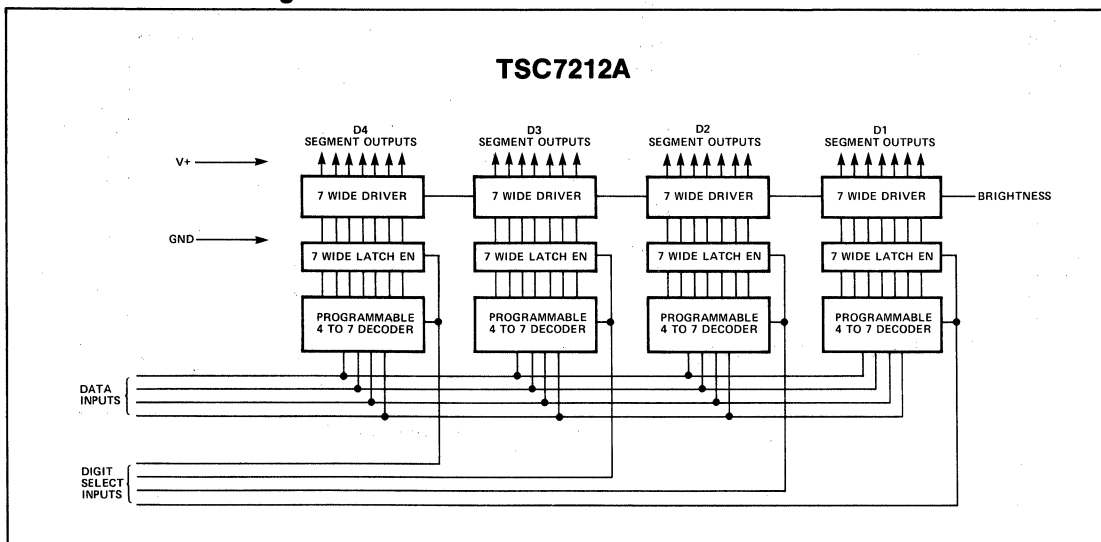 TSC7212A
D4 SEGMENT OUTPUTS
D3 SEGMENT OUTPUTS
D2 SEGMENT OUTPUTS
D1 SEGMENT OUTPUTS
V+
7 WIDE DRIVER
7 WIDE DRIVER
7 WIDE DRIVER
7 WIDE DRIVER
BRIGHTNESS
GND
7 WIDE LATCH EN
7 WIDE LATCH EN
7 WIDE LATCH EN
7 WIDE LATCH EN
PROGRAMMABLE 4 TO 7 DECODER
PROGRAMMABLE 4 TO 7 DECODER
PROGRAMMABLE 4 TO 7 DECODER
PROGRAMMABLE 4 TO 7 DECODER
DATA INPUTS
DIGIT SELECT INPUTS